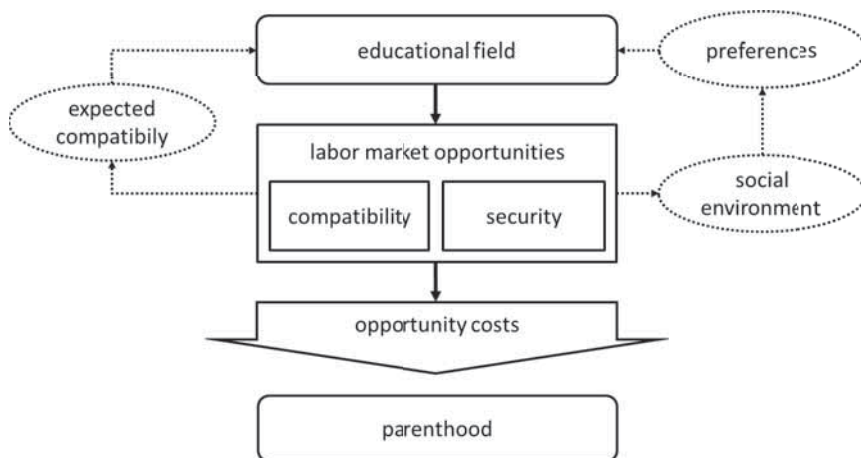 educational field
preferences
expected
compatibily
labor market opportunities
compatibility
security
social
environment
opportunity costs
parenthood